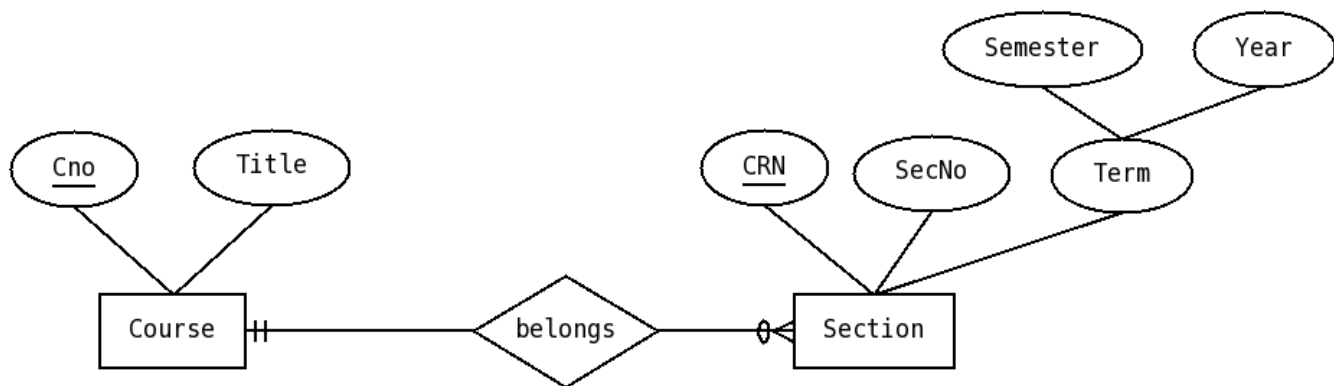 Semester
Year
Cno
Title
CRN
SecNo
Term
Course
belongs
Section